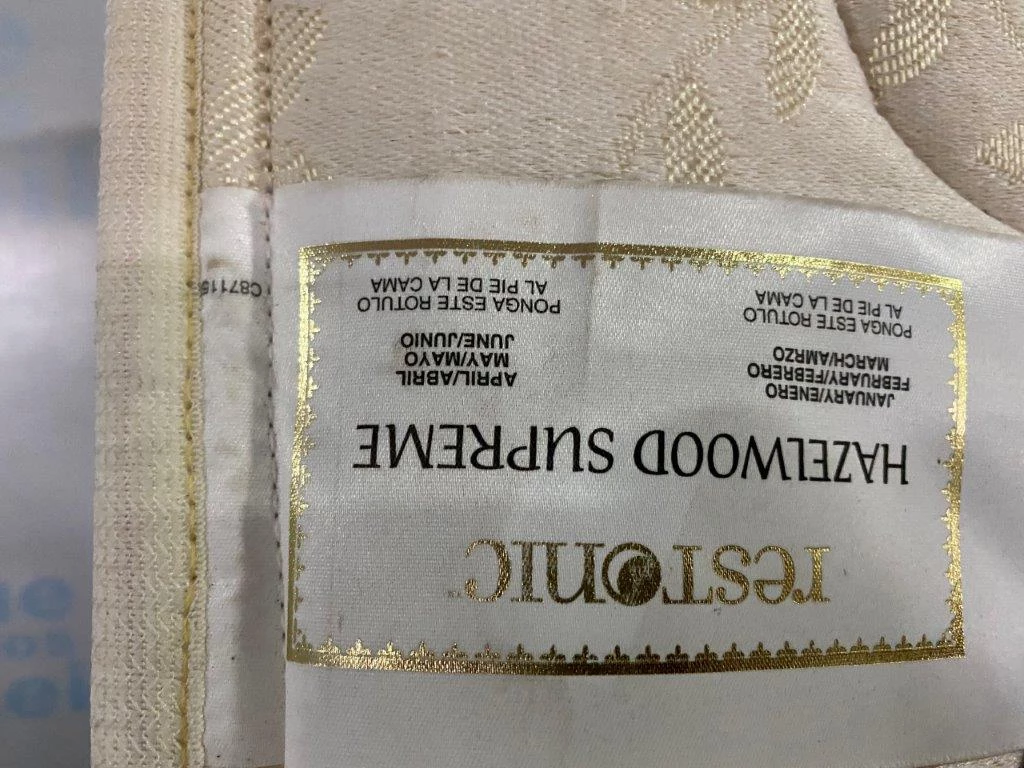 resTonic
HAZELWOOD SUPREME
JANUARY/ENERO
FEBRUARY/FEBRERO
MARCH/AMRZO
PONGA ESTE ROTULO
AL PIE DE LA CAMA
APRIL/ABRIL
MAY/MAYO
JUNE/JUNIO
PONGA ESTE ROTULO
AL PIE DE LA CAMA